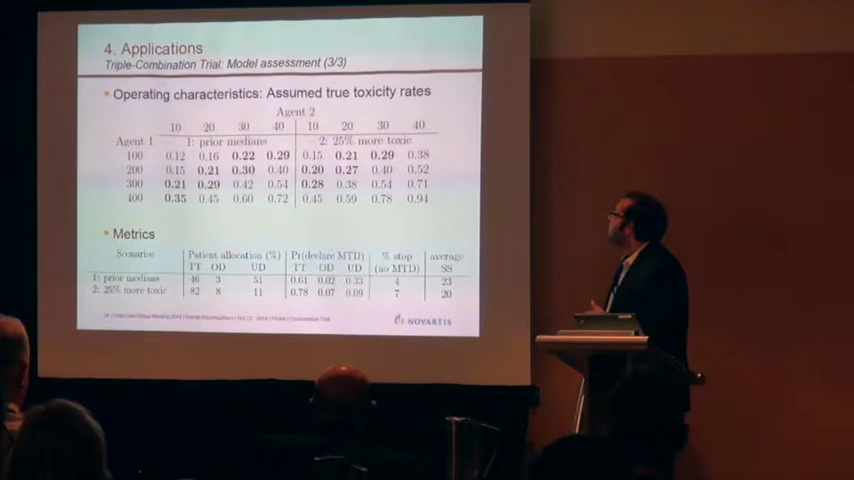 4. Applications
Triple-Combination Trial: Model assessment (3/3)
Operating characteristics: Assumed true toxicity rates
Agent 2
10 20 30 40 10 20 30 40
Agent 1 1: prior medians 2: 25% more toxic
100 0.12 0.16 0.22 0.29 0.15 0.21 0.29 0.38
200 0.15 0.21 0.30 0.40 0.20 0.27 0.40 0.52
300 0.21 0.29 0.42 0.54 0.28 0.38 0.54 0.71
400 0.35 0.45 0.60 0.72 0.45 0.59 0.78 0.94
Metrics
Scenarios Patient allocation (%) Pr(declare MTD) % stop average
TT OD UD TT OD UD (no MTD) SS
1: prior medians 46 3 51 0.61 0.02 0.33 4 23
2: 25% more toxic 82 8 11 0.78 0.07 0.09 7 20
NOVARTIS